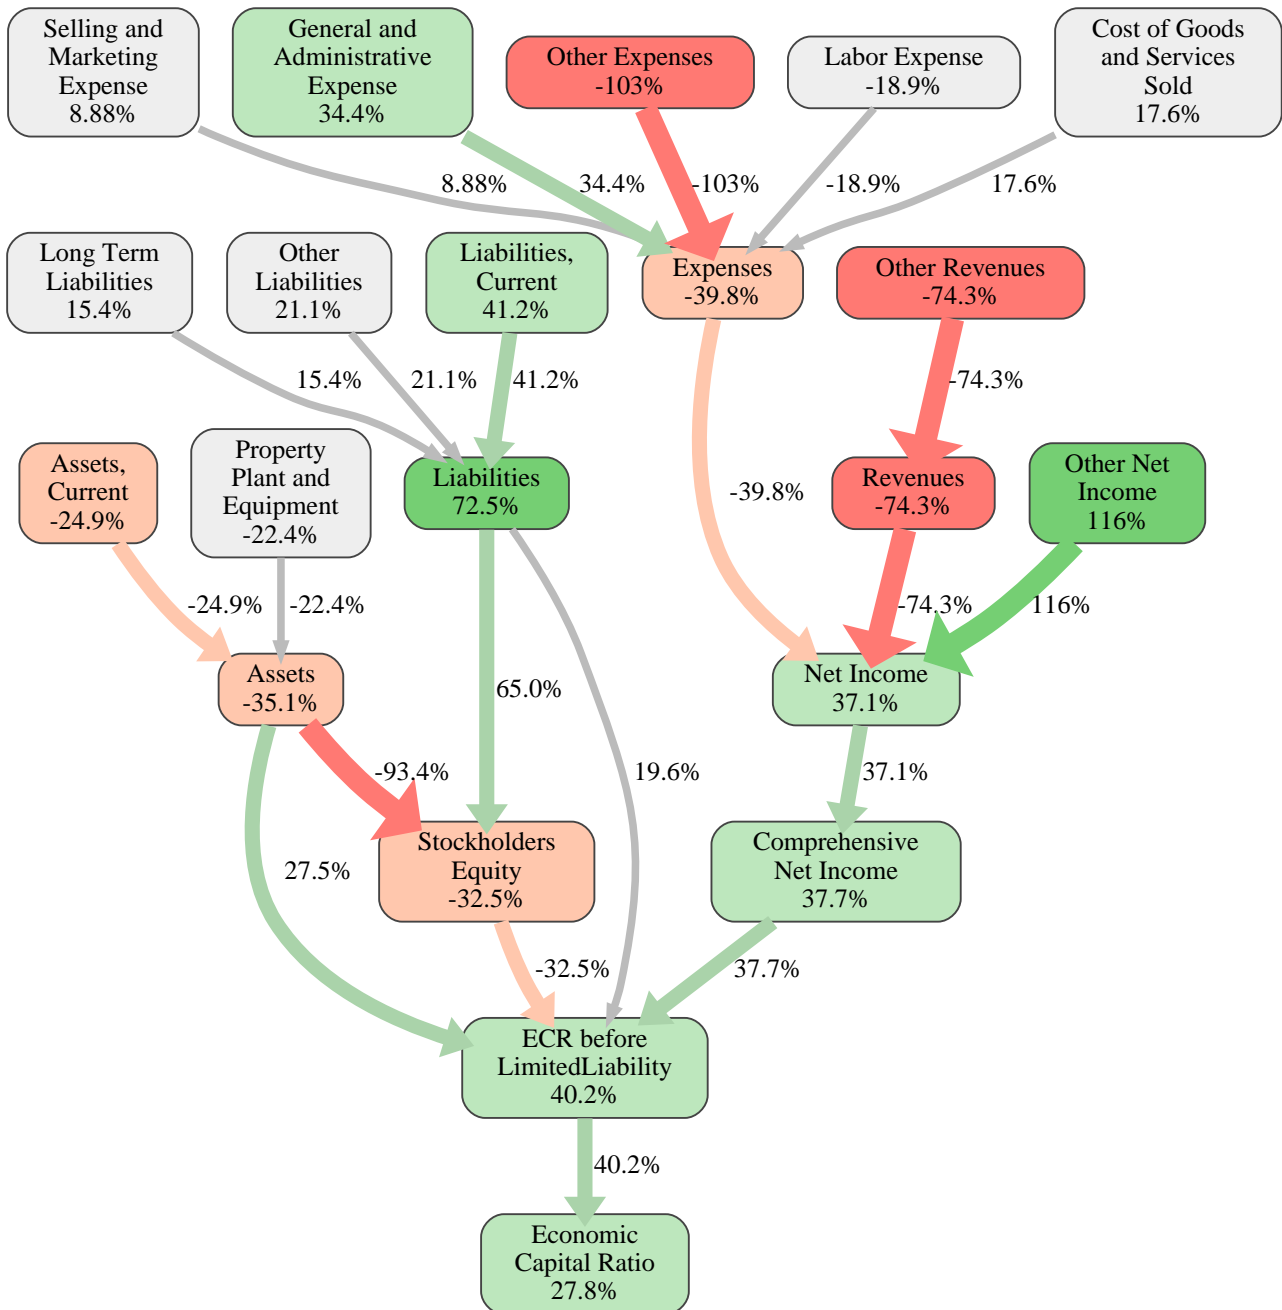 Selling and
Marketing
Expense
8.88%
General and
Administrative
Expense
34.4%
Other Expenses
-103%
Labor Expense
-18.9%
Cost of Goods
and Services
Sold
17.6%
8.88%
34.4%
-103%
-18.9%
17.6%
Long Term
Liabilities
15.4%
Other
Liabilities
21.1%
Liabilities,
Current
41.2%
Expenses
-39.8%
Other Revenues
-74.3%
15.4%
21.1%
41.2%
-74.3%
Assets,
Current
-24.9%
Property
Plant and
Equipment
-22.4%
Liabilities
72.5%
-39.8%
Revenues
-74.3%
Other Net
Income
116%
-24.9%
-22.4%
-74.3%
116%
Assets
-35.1%
65.0%
Net Income
37.1%
-93.4%
19.6%
37.1%
27.5%
Stockholders
Equity
-32.5%
Comprehensive
Net Income
37.7%
-32.5%
37.7%
ECR before
LimitedLiability
40.2%
40.2%
Economic
Capital Ratio
27.8%